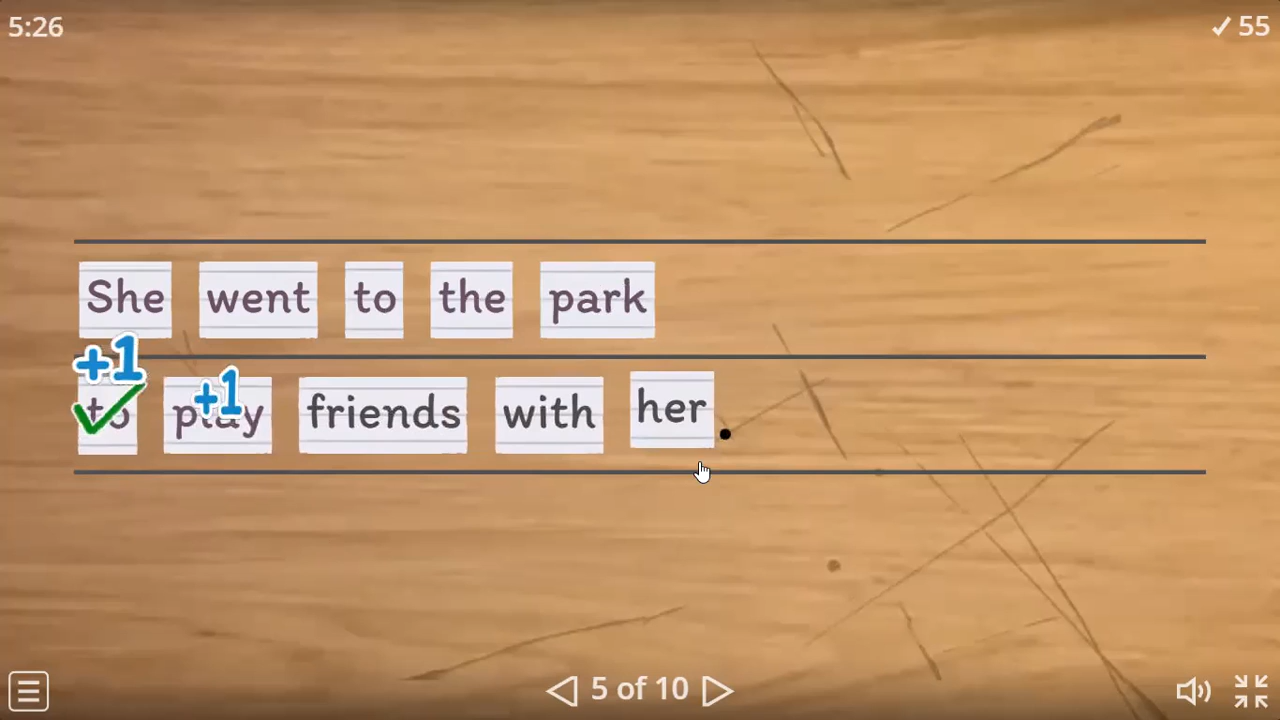 5:26
✓ 55
She went to the park
+1
+1
to play friends with her.
5 of 10